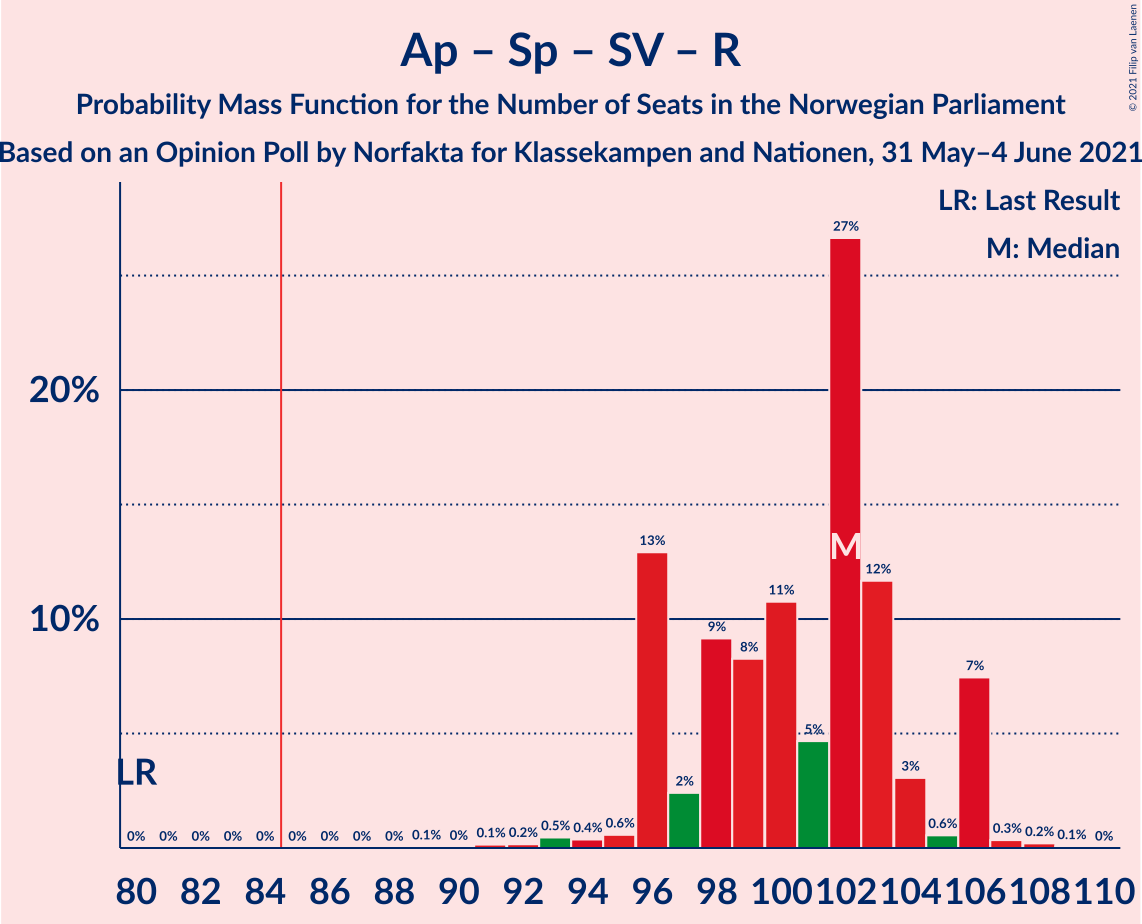 Ap – Sp – SV – R
Probability Mass Function for the Number of Seats in the Norwegian Parliament
Based on an Opinion Poll by Norfakta for Klassekampen and Nationen, 31 May–4 June 2021
© 2021 Filip van Laenen
LR: Last Result
M: Median
27%
20%
13%
M
12%
11%
10%
9%
8%
7%
5%
LR
3%
2%
0% 0% 0% 0% 0% 0% 0% 0% 0% 0.1% 0% 0.1% 0.2% 0.5% 0.4% 0.6% 0.6% 0.3% 0.2% 0.1% 0%
80 82 84 86 88 90 92 94 96 98 100 102 104 106 108 110